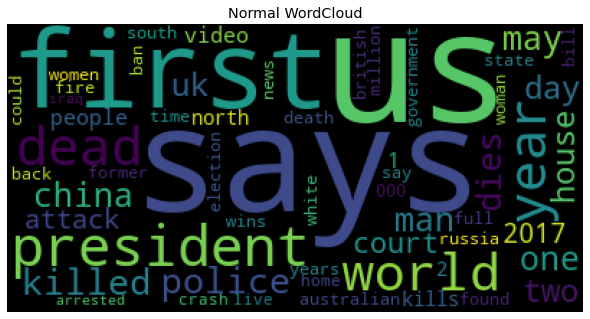 Normal WordCloud
south video news british million government may bill
could women ban first us state
fire uk woman day
iraq people time north death
dead says year house
back former election 1 say dies
china white 000
attack wins man full
president court russia 2017
killed police years world 2 one
home two
arrested crash live australian kills found